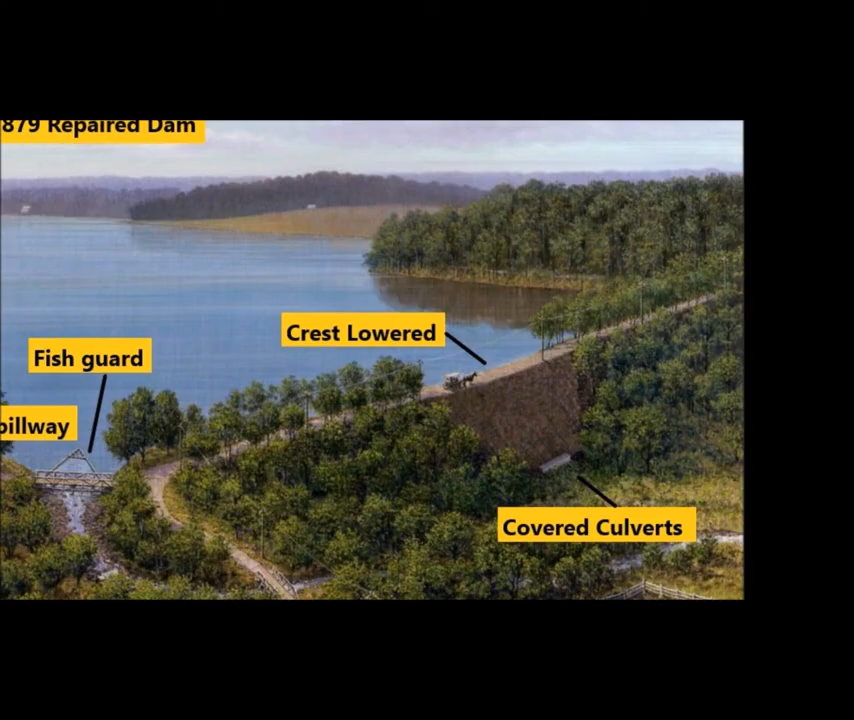 879 Repaired Dam
Crest Lowered
Fish guard
pillway
Covered Culverts